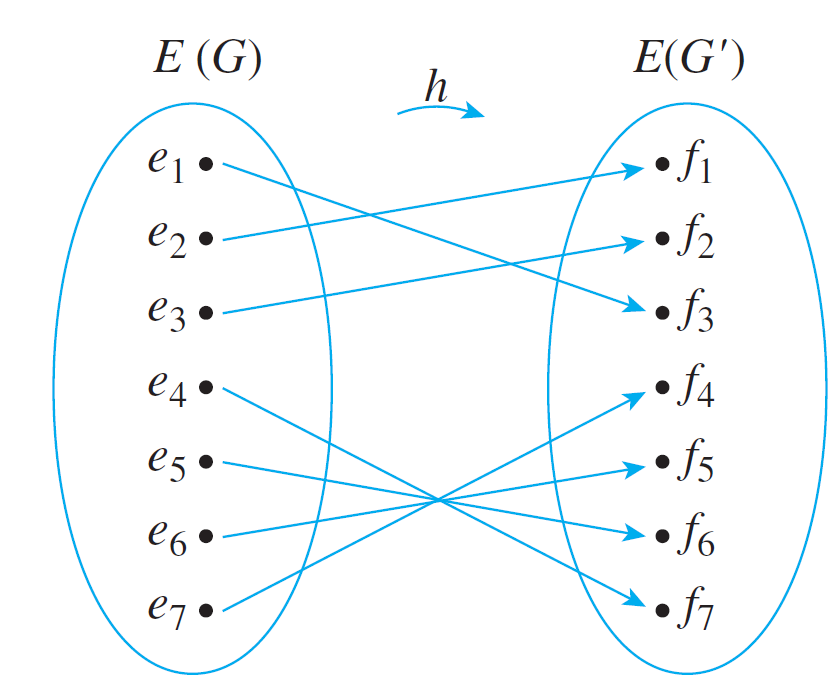 E (G) E(G′)
h
e₁ f₁
e₂ f₂
e₃ f₃
e₄ f₄
e₅ f₅
e₆ f₆
e₇ f₇